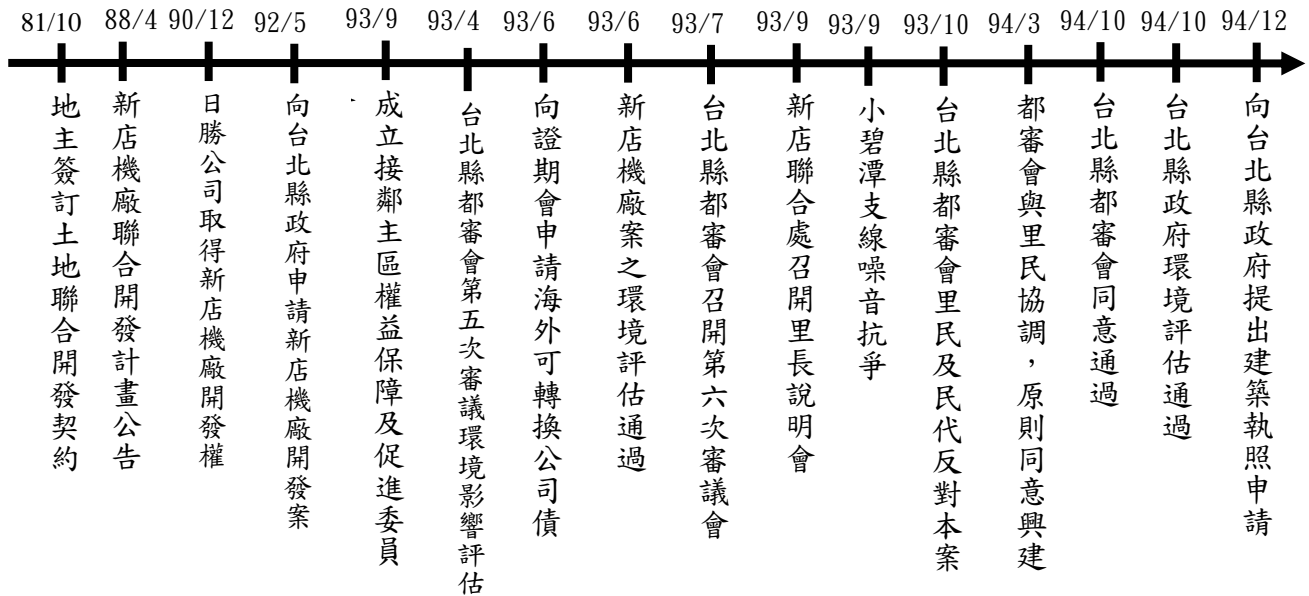 81/10 88/4 90/12 92/5 93/9 93/4 93/6 93/6 93/7 93/9 93/9 93/10 94/3 94/10 94/10 94/12
地主簽訂土地聯合開發契約
新店機廠聯合開發計畫公告
日勝公司取得新店機廠開發權
向台北縣政府申請新店機廠開發案
成立接鄰主區權益保障及促進委員
台北縣都審會第五次審議環境影響評估
向證期會申請海外可轉換公司債
新店機廠案之環境評估通過
台北縣都審會召開第六次審議會
新店聯合處召開里長說明會
小碧潭支線噪音抗爭
台北縣都審會里民及民代反對本案
都審會與里民協調，原則同意興建
台北縣都審會同意通過
台北縣政府環境評估通過
向台北縣政府提出建築執照申請